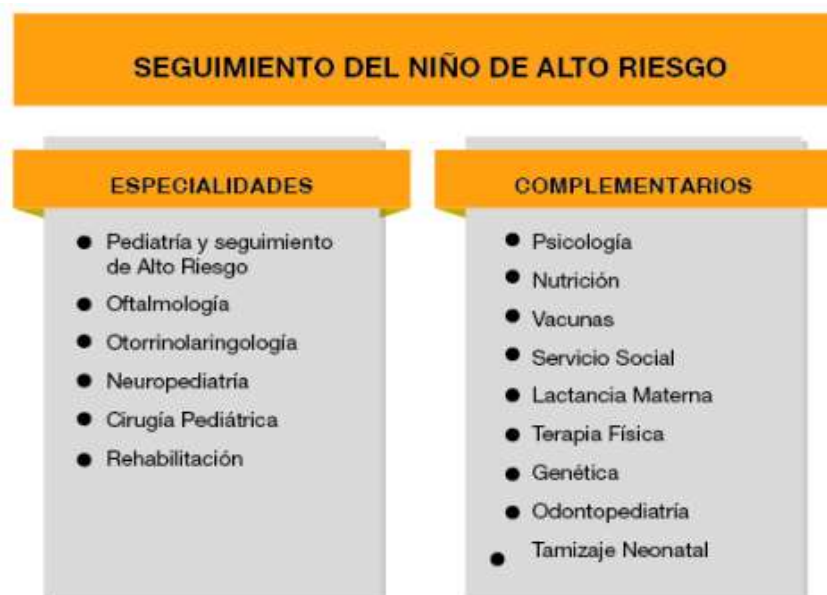 SEGUIMIENTO DEL NIÑO DE ALTO RIESGO
ESPECIALIDADES
● Pediatría y seguimiento
de Alto Riesgo
● Oftalmología
● Otorrinolaringología
● Neuropediatría
● Cirugía Pediátrica
● Rehabilitación
COMPLEMENTARIOS
● Psicología
● Nutrición
● Vacunas
● Servicio Social
● Lactancia Materna
● Terapia Física
● Genética
● Odontopediatría
● Tamizaje Neonatal